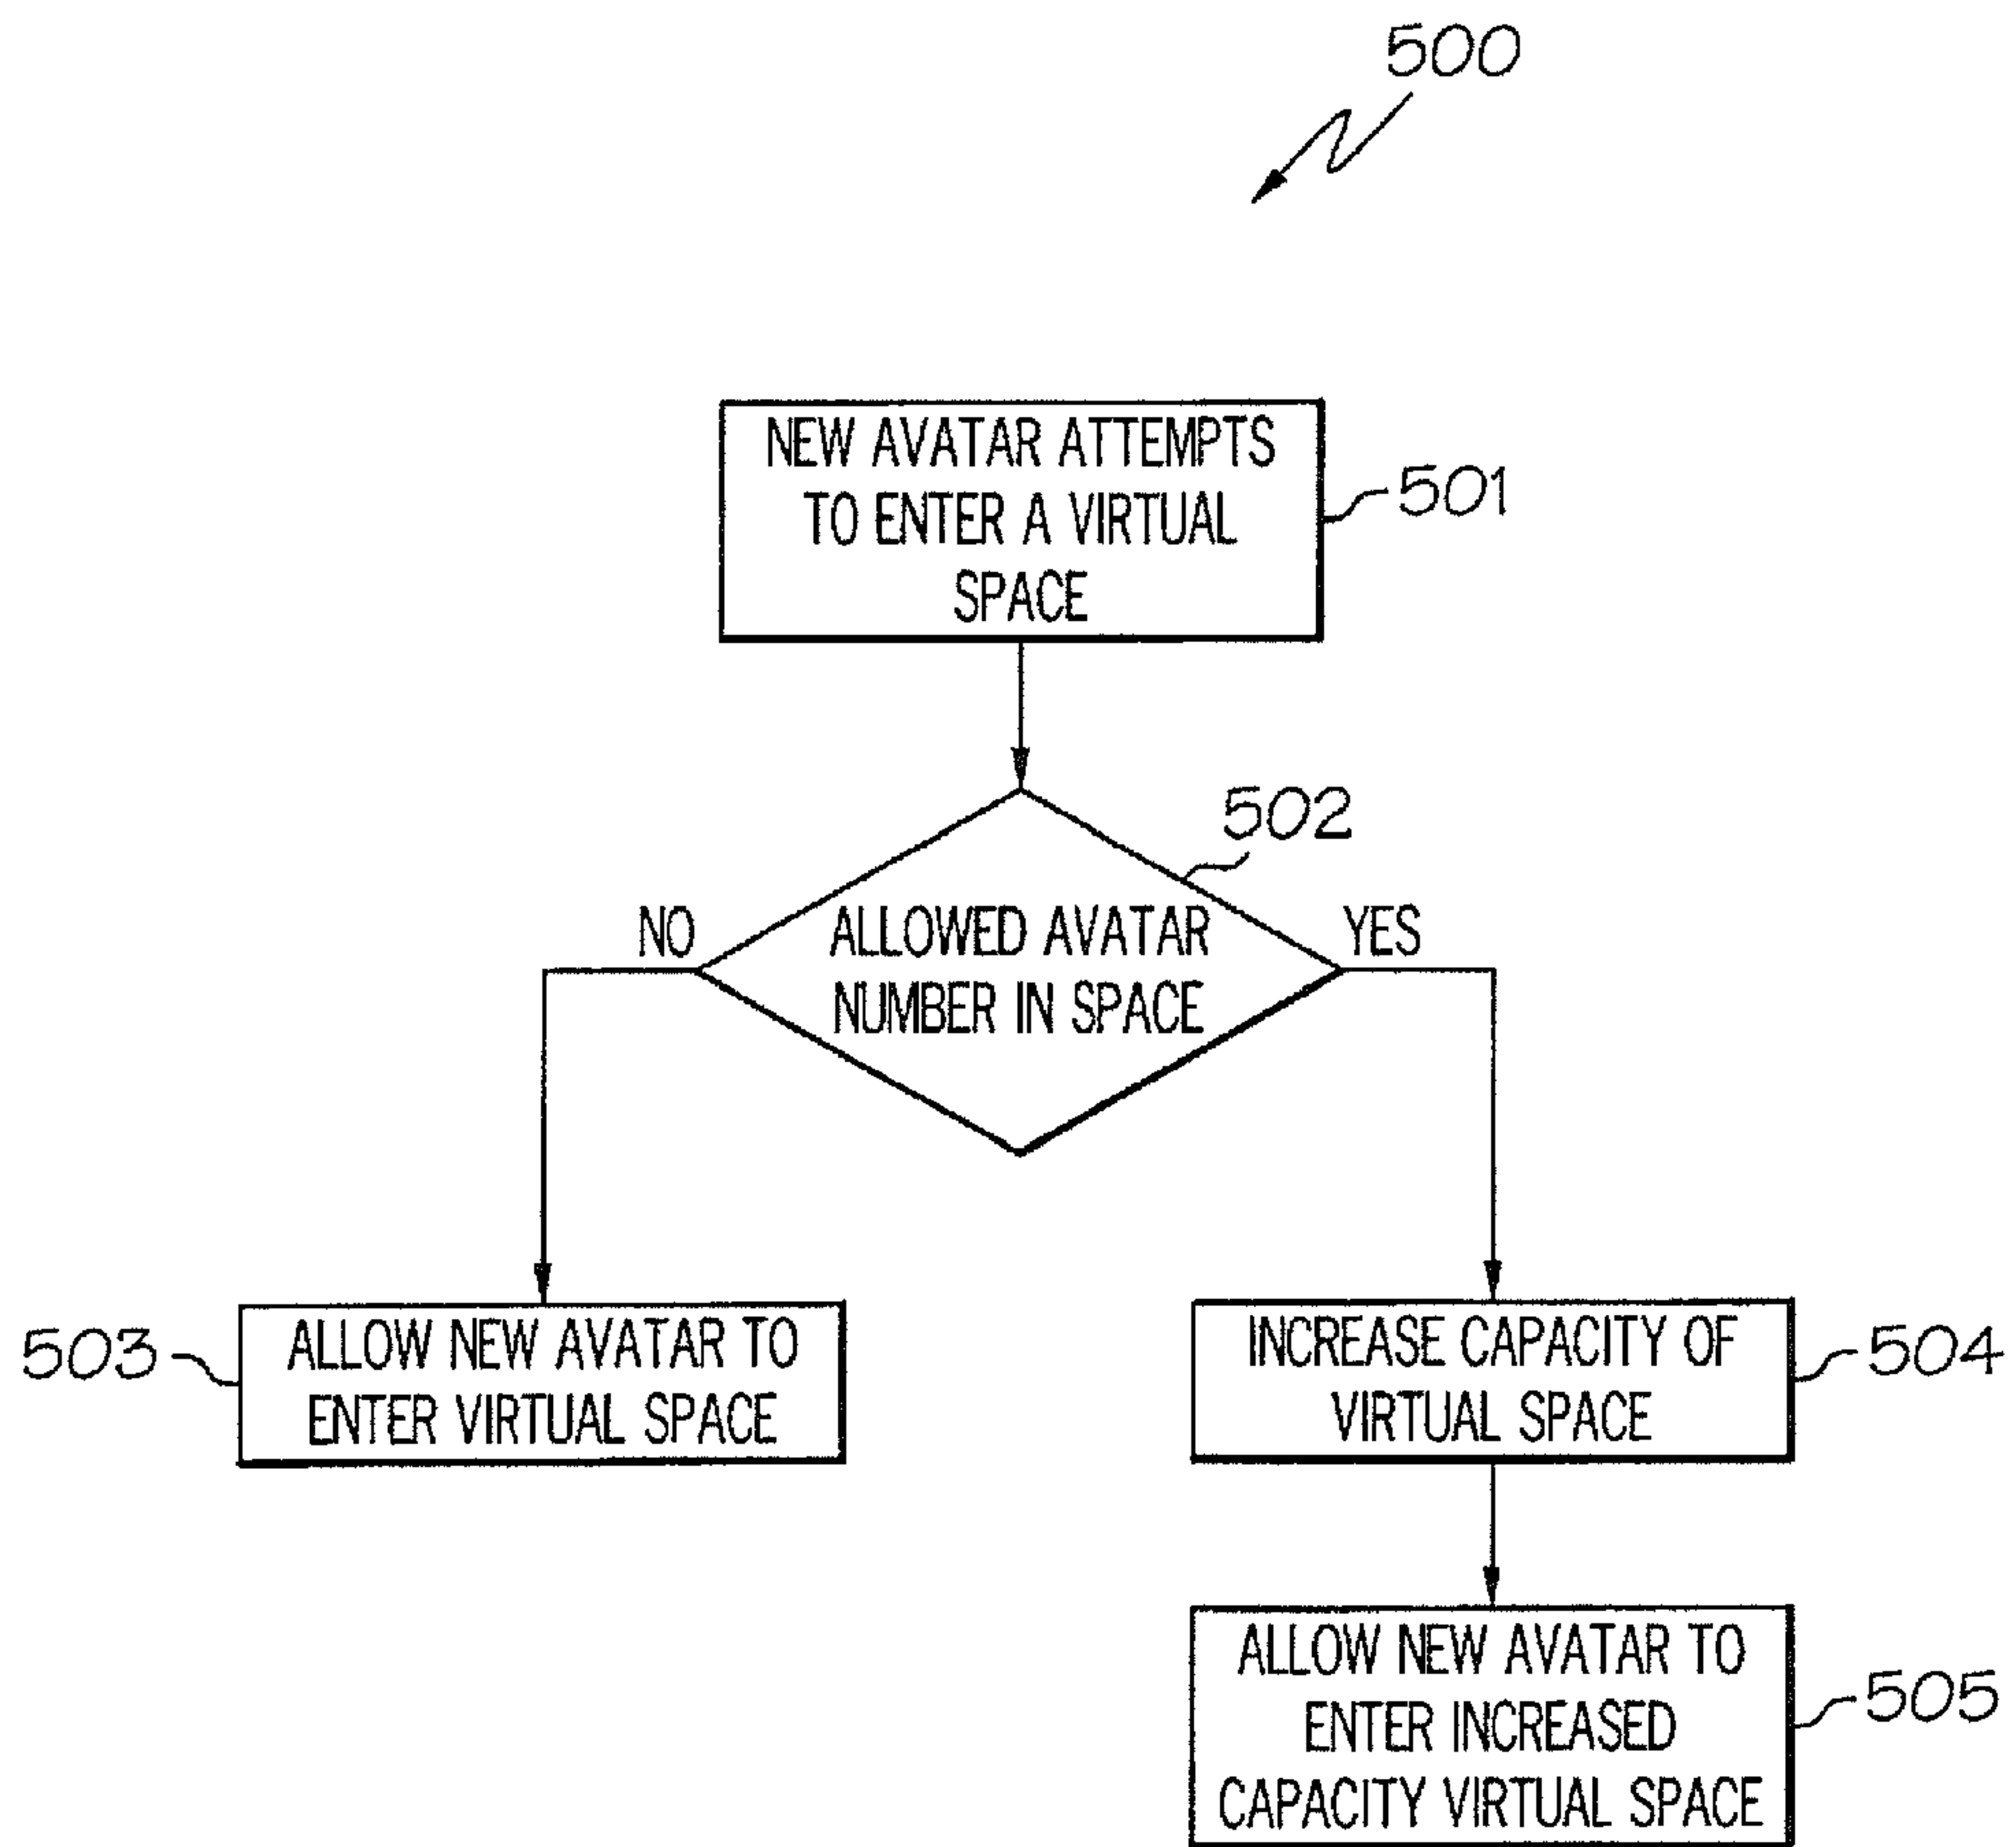 500
NEW AVATAR ATTEMPTS
TO ENTER A VIRTUAL
SPACE
501
502
NO
ALLOWED AVATAR
NUMBER IN SPACE
YES
503
ALLOW NEW AVATAR TO
ENTER VIRTUAL SPACE
INCREASE CAPACITY OF
VIRTUAL SPACE
504
ALLOW NEW AVATAR TO
ENTER INCREASED
CAPACITY VIRTUAL SPACE
505